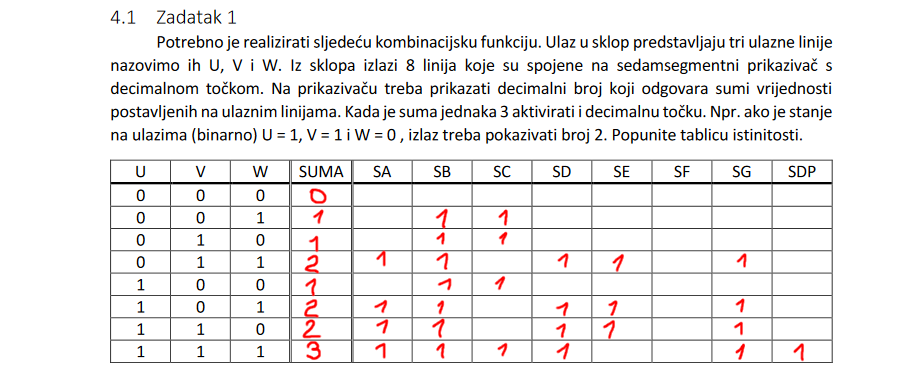 4.1 Zadatak 1
Potrebno je realizirati sljedeću kombinacijsku funkciju. Ulaz u sklop predstavljaju tri ulazne linije
nazovimo ih U, V i W. Iz sklopa izlazi 8 linija koje su spojene na sedamsegmentni prikazivač s
decimalnom točkom. Na prikazivaču treba prikazati decimalni broj koji odgovara sumi vrijednosti
postavljenih na ulaznim linijama. Kada je suma jednaka 3 aktivirati i decimalnu točku. Npr. ako je stanje
na ulazima (binarno) U = 1, V = 1 i W = 0 , izlaz treba pokazivati broj 2. Popunite tablicu istinitosti.
U V W SUMA SA SB SC SD SE SF SG SDP
0 0 0 0
0 0 1 1 1 1
0 1 0 1 1 1
0 1 1 2 1 1 1 1 1
1 0 0 1 1 1
1 0 1 2 1 1 1 1 1
1 1 0 2 1 1 1 1 1
1 1 1 3 1 1 1 1 1 1